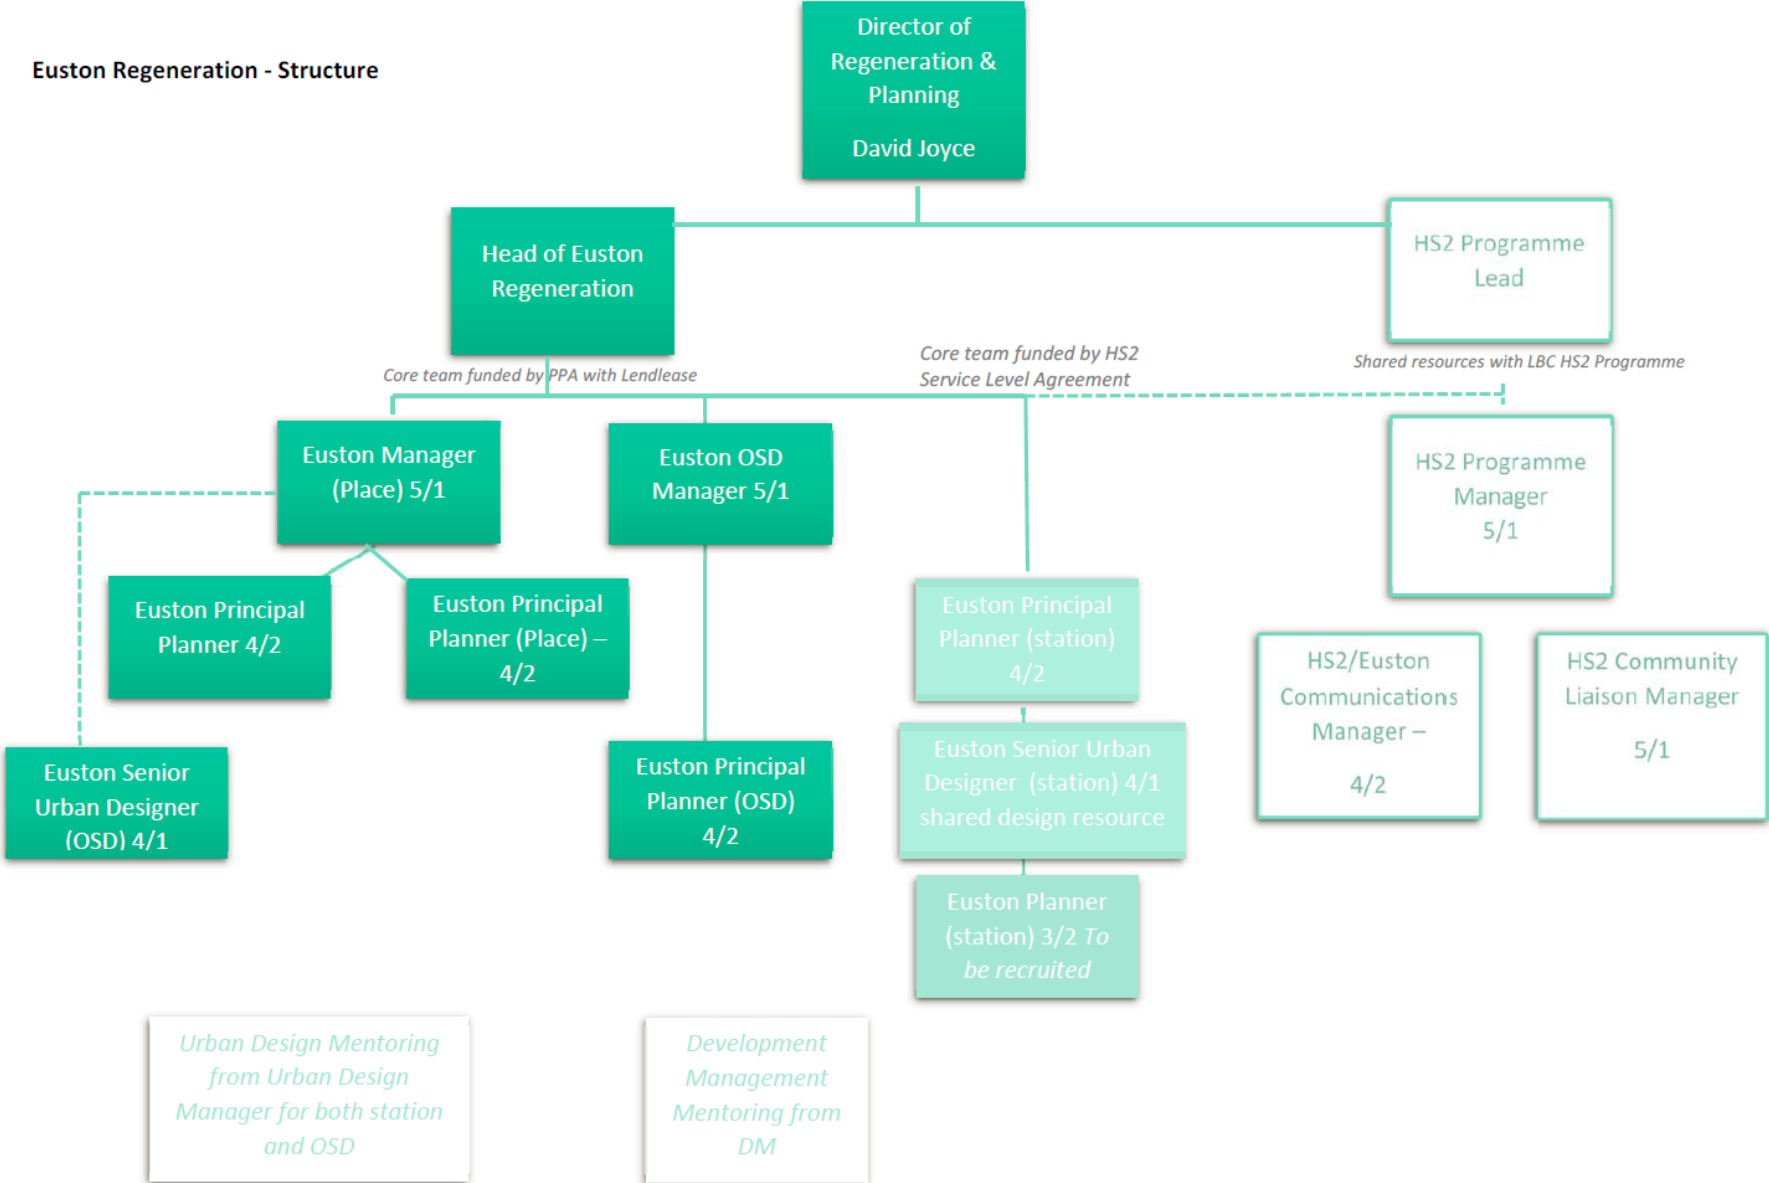 Director of
Regeneration &
Planning
David Joyce
Euston Regeneration - Structure
Head of Euston
Regeneration
HS2 Programme
Lead
Core team funded by PPA with Lendlease
Core team funded by HS2
Service Level Agreement
Shared resources with LBC HS2 Programme
Euston Manager
(Place) 5/1
Euston OSD
Manager 5/1
HS2 Programme
Manager
5/1
Euston Principal
Planner 4/2
Euston Principal
Planner (Place) –
4/2
Euston Principal
Planner (station)
4/2
HS2/Euston
Communications
Manager –
4/2
HS2 Community
Liaison Manager
5/1
Euston Senior
Urban Designer
(OSD) 4/1
Euston Principal
Planner (OSD)
4/2
Euston Senior Urban
Designer (station) 4/1
shared design resource
Euston Planner
(station) 3/2 To
be recruited
Urban Design Mentoring
from Urban Design
Manager for both station
and OSD
Development
Management
Mentoring from
DM